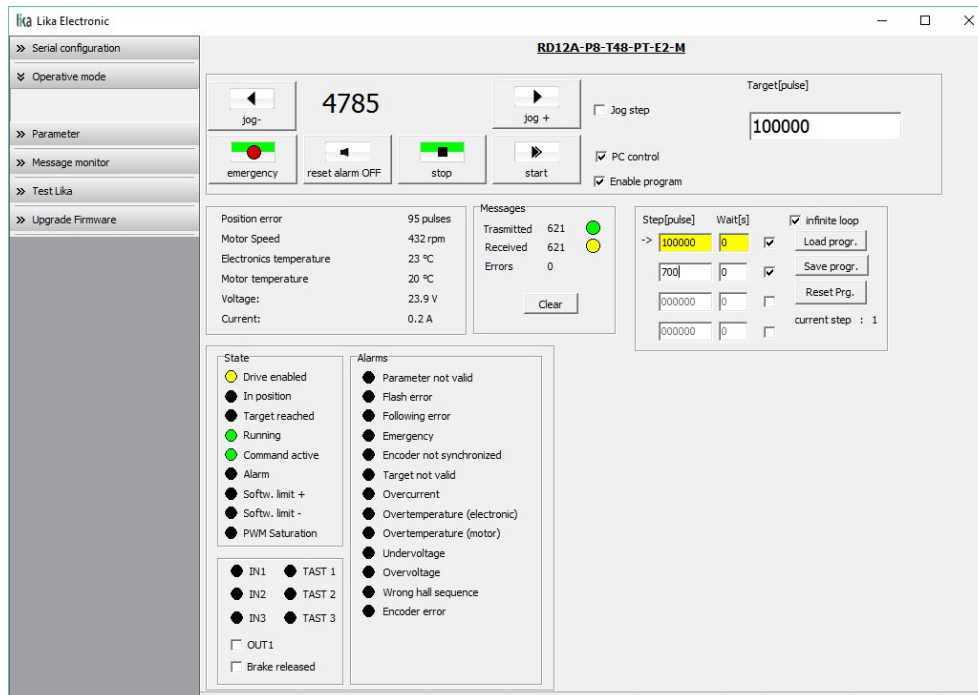 lika Lika Electronic
» Serial configuration
Operative mode
» Parameter
» Message monitor
» Test Lika
» Upgrade Firmware
RD12A-P8-T48-PT-E2-M
jog-
4785
jog +
Jog step
Target[pulse]
100000
emergency
reset alarm OFF
stop
start
PC control
Enable program
Position error 95 pulses
Motor Speed 432 rpm
Electronics temperature 23 ºC
Motor temperature 20 ºC
Voltage: 23.9 V
Current: 0.2 A
Messages
Trasmitted 621
Received 621
Errors 0
Clear
Step[pulse] Wait[s] infinite loop
-> 100000 0 Load progr.
700 0 Save progr.
000000 0 Reset Prg.
000000 0 current step : 1
State
Drive enabled
In position
Target reached
Running
Command active
Alarm
Softw. limit +
Softw. limit -
PWM Saturation
Alarms
Parameter not valid
Flash error
Following error
Emergency
Encoder not synchronized
Target not valid
Overcurrent
Overtemperature (electronic)
Overtemperature (motor)
Undervoltage
Overvoltage
Wrong hall sequence
Encoder error
IN1 TAST 1
IN2 TAST 2
IN3 TAST 3
OUT1
Brake released